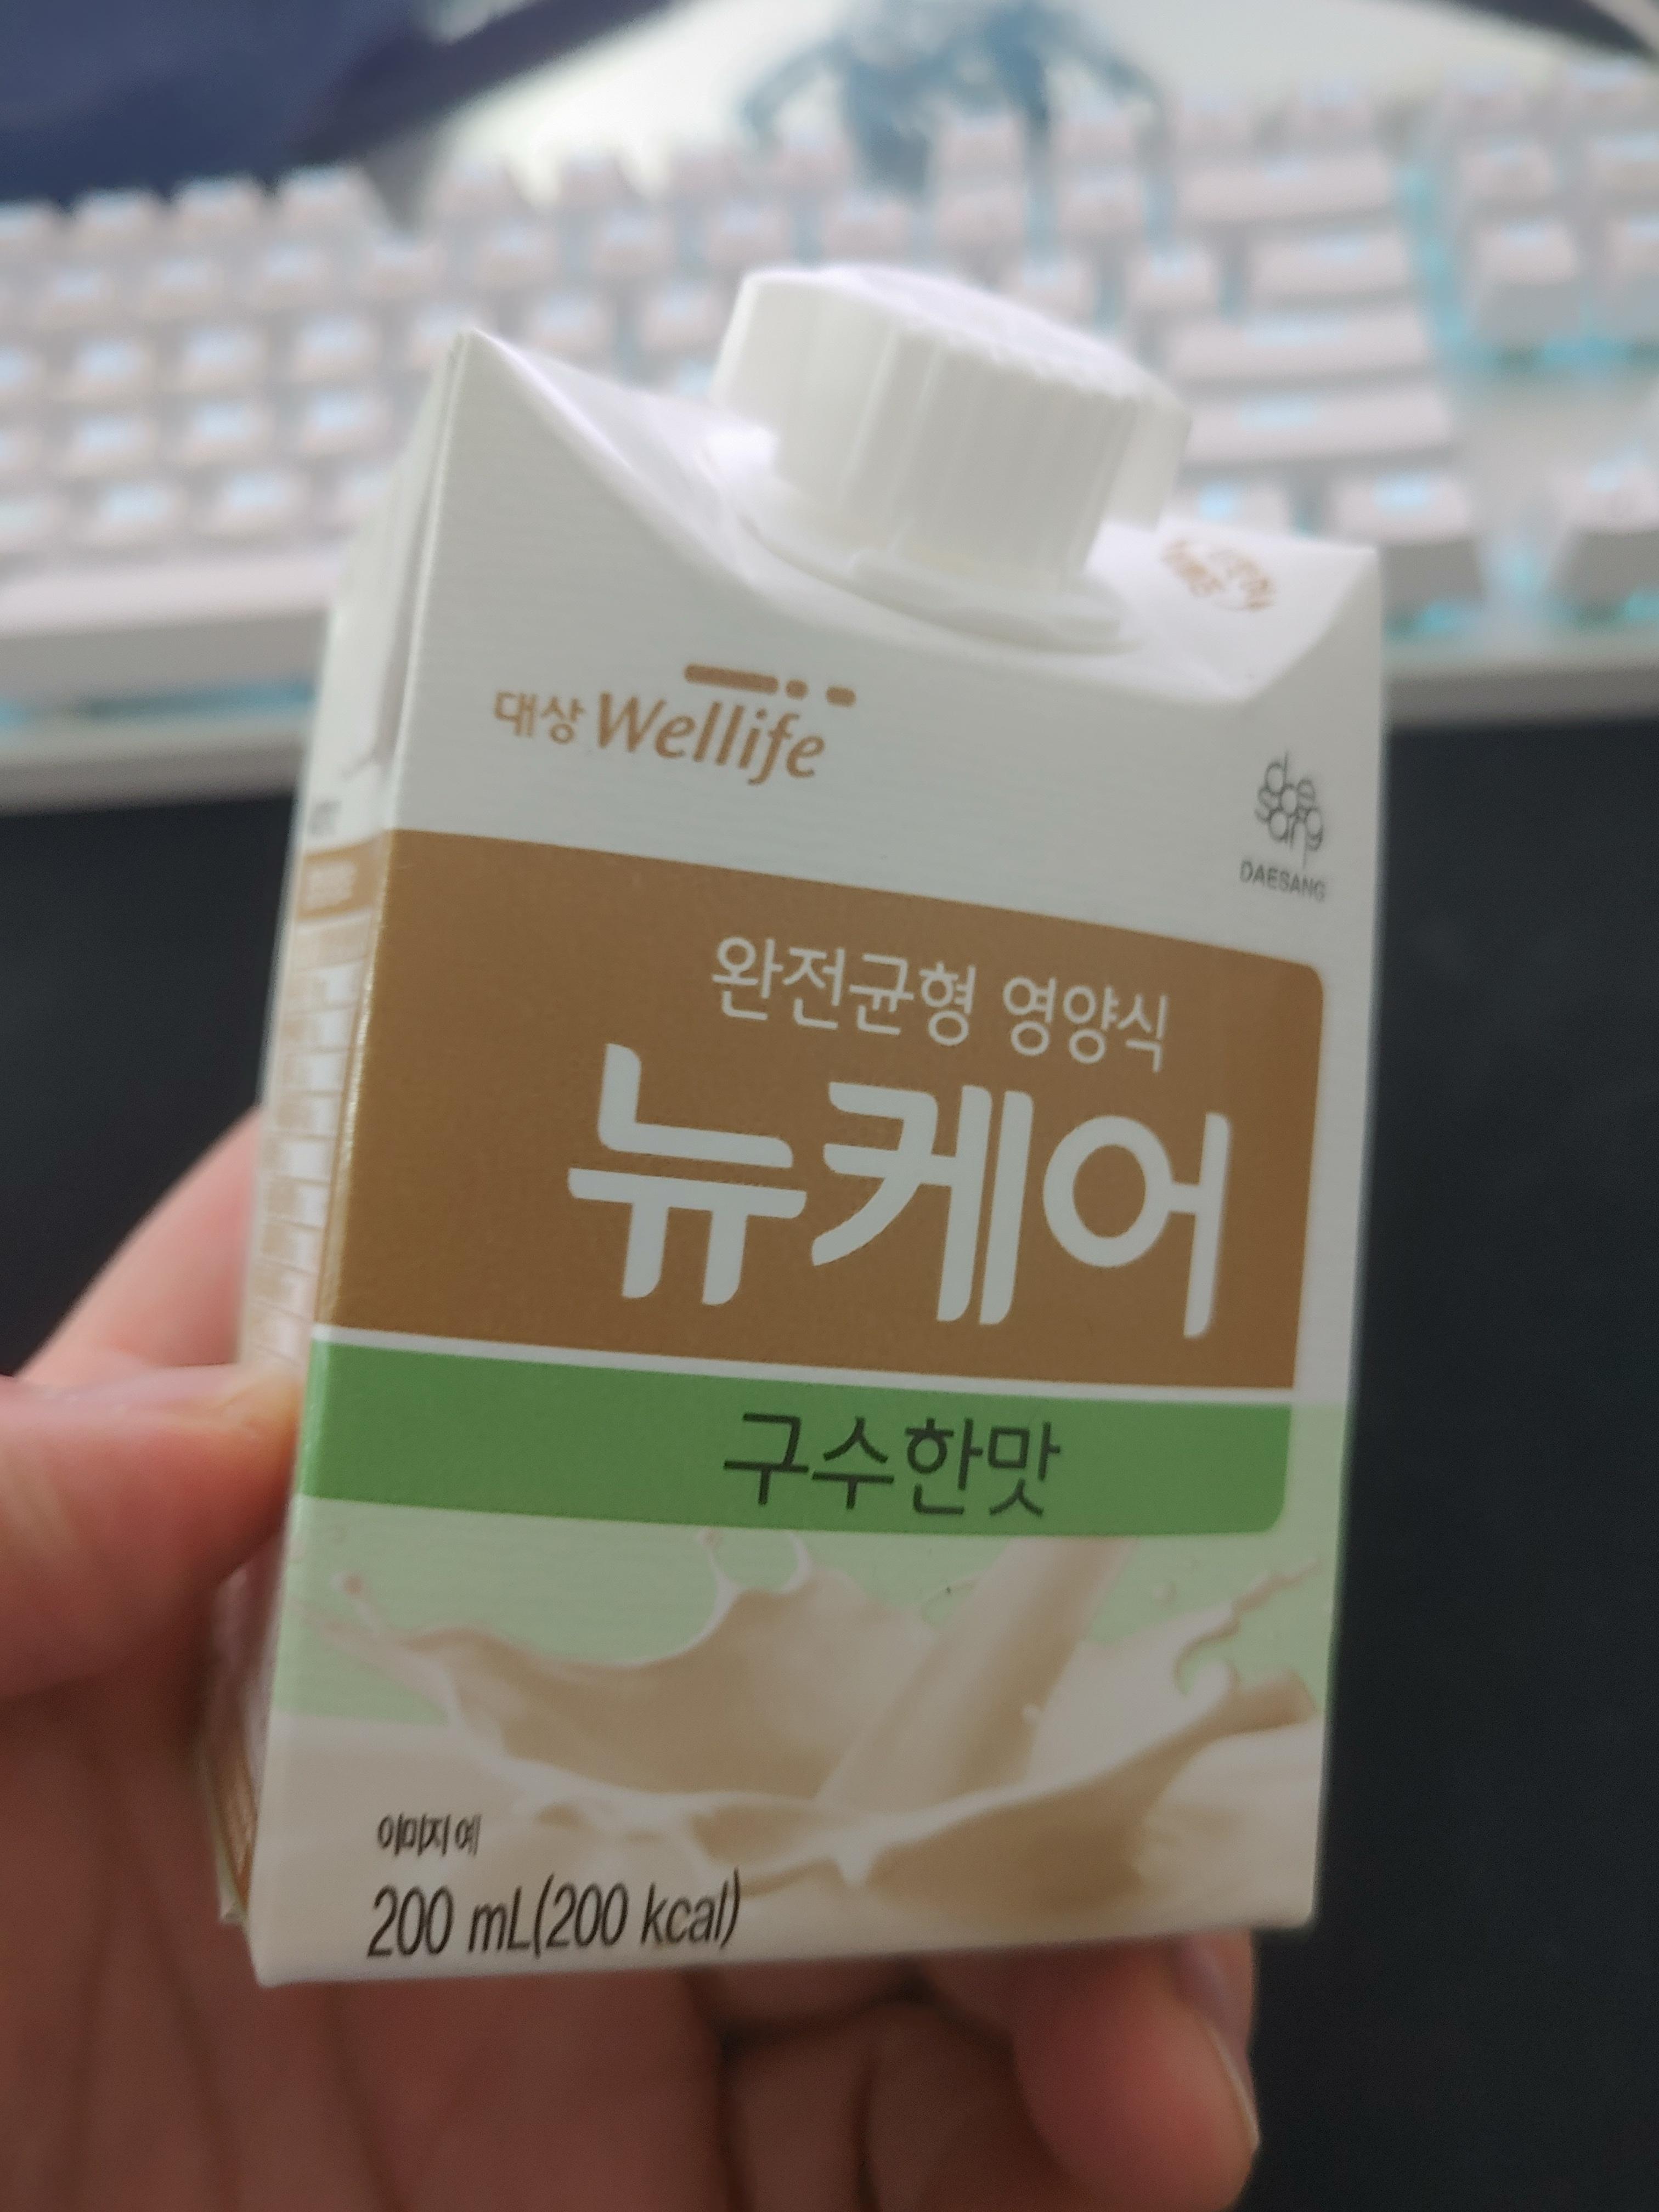 대상 Wellife
daesang
DAESANG
완전균형 영양식
뉴케어
구수한맛
이미지 예
200 mL(200 kcal)